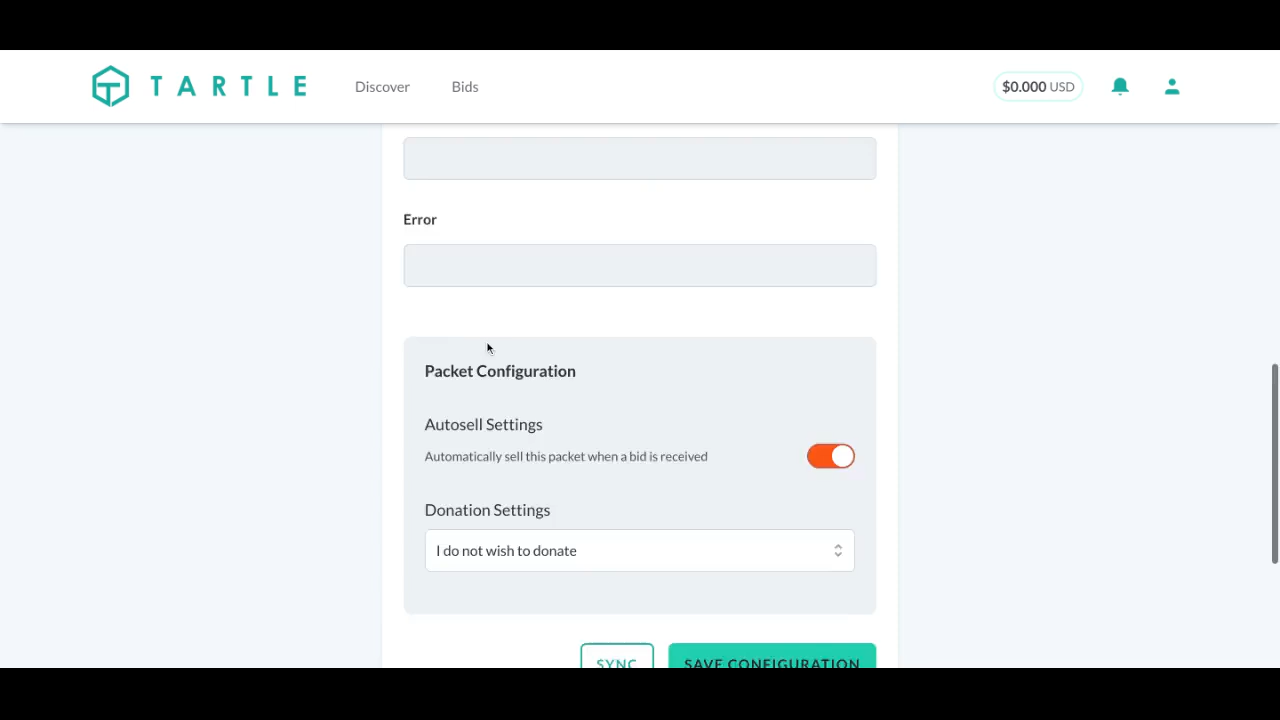 TARTLE Discover Bids $0.000 USD
Error
Packet Configuration
Autosell Settings
Automatically sell this packet when a bid is received
Donation Settings
I do not wish to donate
SYNC SAVE CONFIGURATION